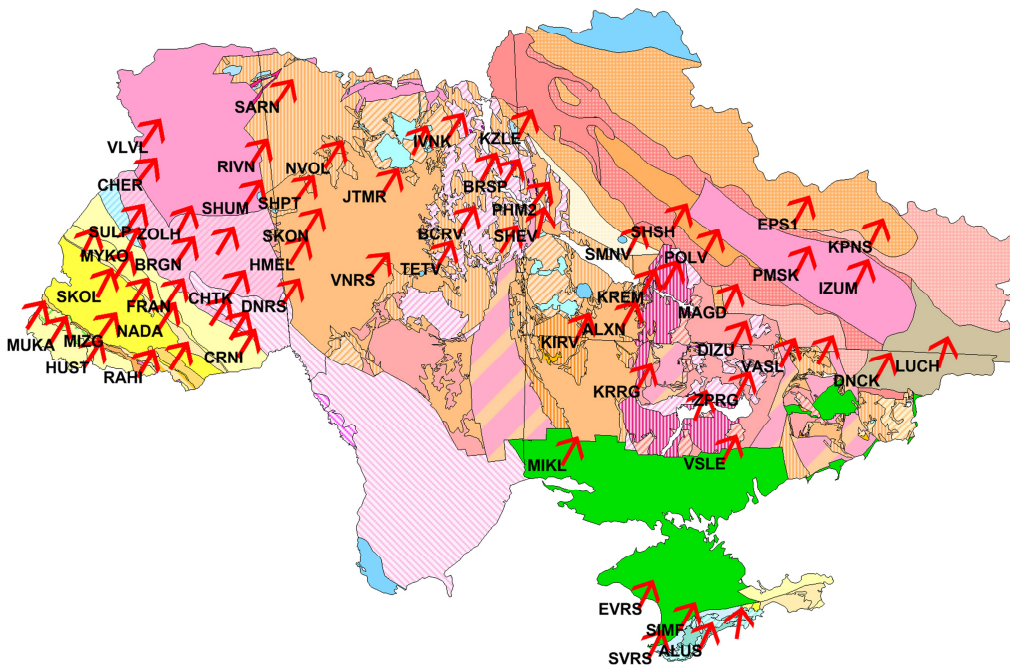 SARN
VLVL
IVNK
KZLE
RIVN
NVOL
CHER
BRSP
JTMR
SHPT
SHUM
PHM2
EPS1
SULP
ZOLH
SKON
BCRV
SHEV
SHSH
KPNS
MYKO
BRGN
HMEL
TETV
SMNV
POLV
VNRS
PMSK
IZUM
SKOL
FRAN
CHTK
DNRS
KREM
MAGD
NADA
ALXN
MUKA
MIZG
KIRV
CRNI
DIZU
HUST
RAHI
VASL
LUCH
DNCK
KRRG
ZPRG
MIKL
VSLE
EVRS
SIMF
ALUS
SVRS